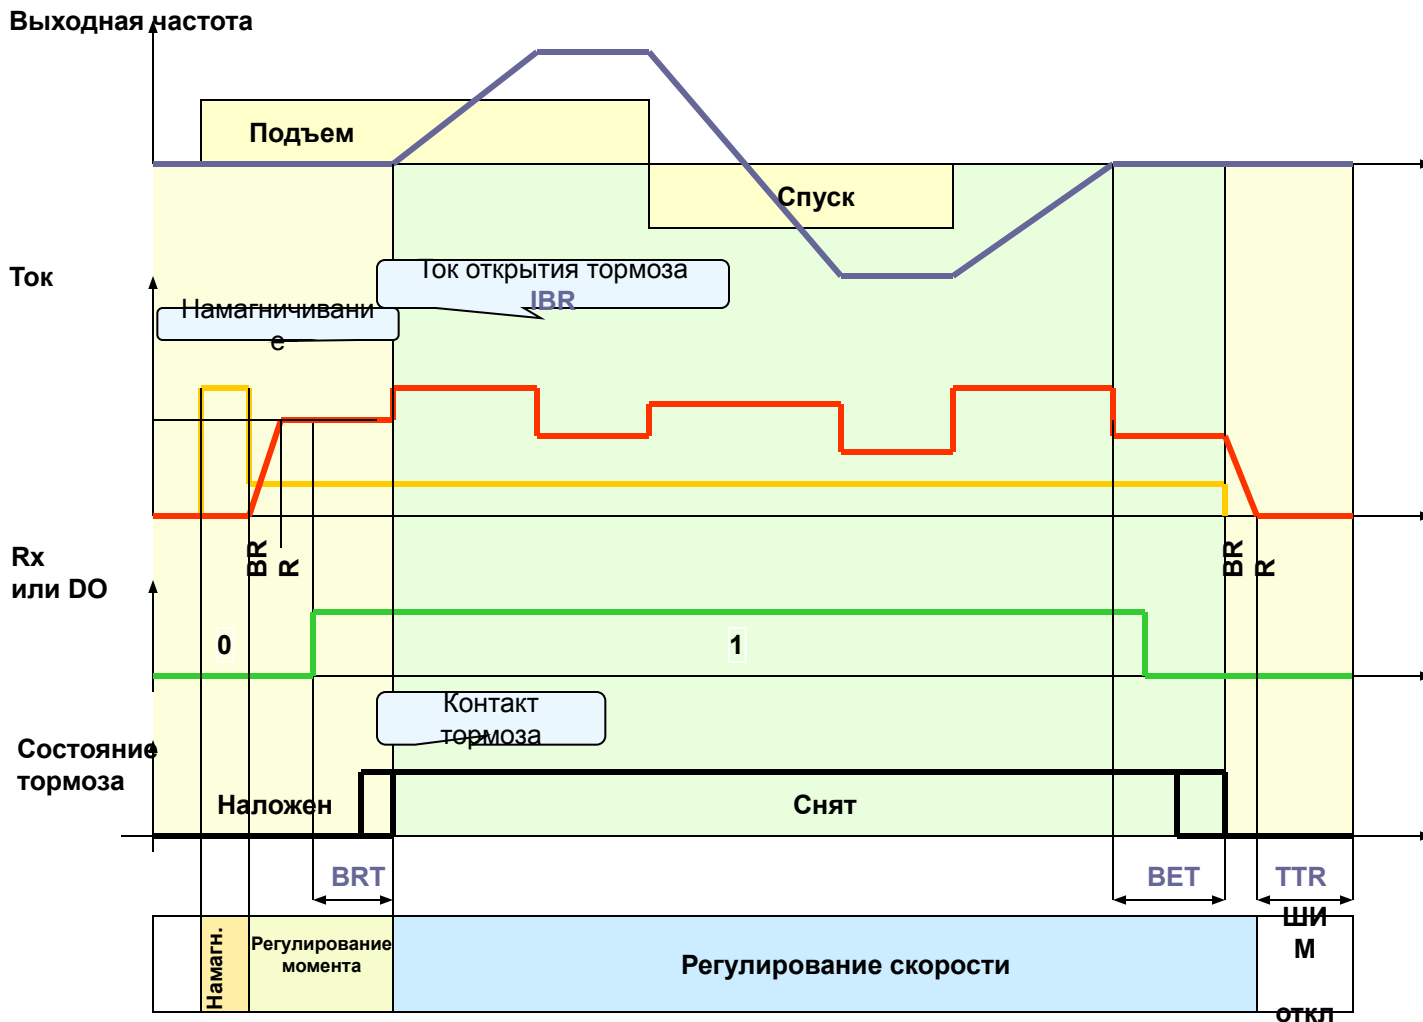 Выходная частота
Подъем
Спуск
Ток
Ток открытия тормоза
IBR
Намагничивани
е
BR
R
BR
R
Rx
или DO
0
1
Контакт
тормоза
Состояние
тормоза
Наложен
Снят
BRT
BET
TTR
Намагн.
Регулирование
момента
Регулирование скорости
ШИ
М
откл